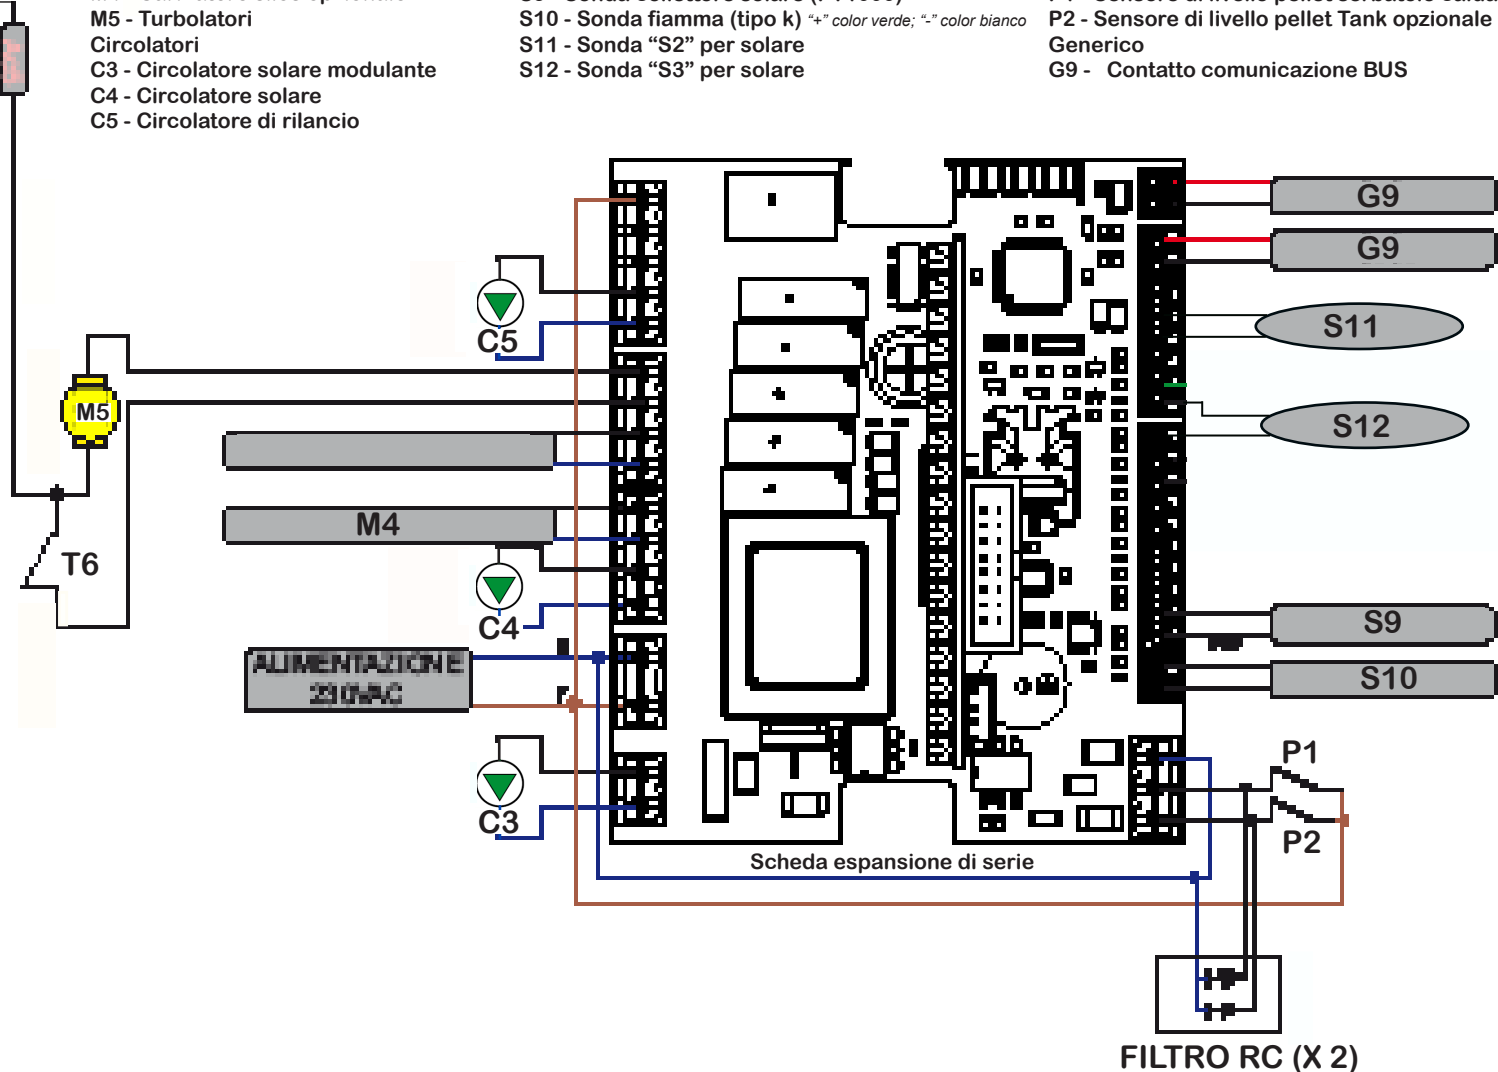 M5 - Turbolatori
Circolatori
C3 - Circolatore solare modulante
C4 - Circolatore solare
C5 - Circolatore di rilancio
S10 - Sonda fiamma (tipo k) "+" color verde; "-" color bianco
S11 - Sonda “S2” per solare
S12 - Sonda “S3” per solare
P2 - Sensore di livello pellet Tank opzionale
Generico
G9 - Contatto comunicazione BUS
G9
G9
C5
S11
M5
S12
M4
T6
C4
S9
ALIMENTAZIONE
230VAC
S10
P1
C3
P2
Scheda espansione di serie
FILTRO RC (X 2)